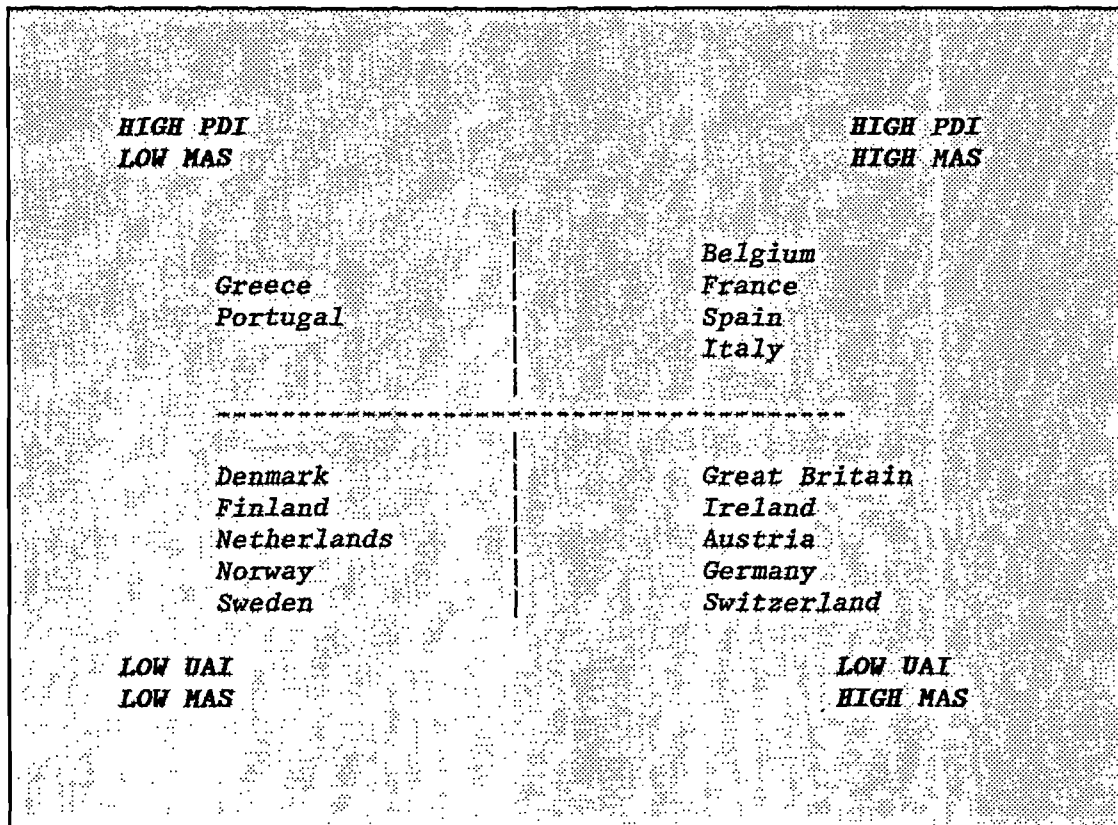 HIGH PDI
LOW MAS
HIGH PDI
HIGH MAS
Greece
Portugal
Belgium
France
Spain
Italy
Denmark
Finland
Netherlands
Norway
Sweden
Great Britain
Ireland
Austria
Germany
Switzerland
LOW UAI
LOW MAS
LOW UAI
HIGH MAS